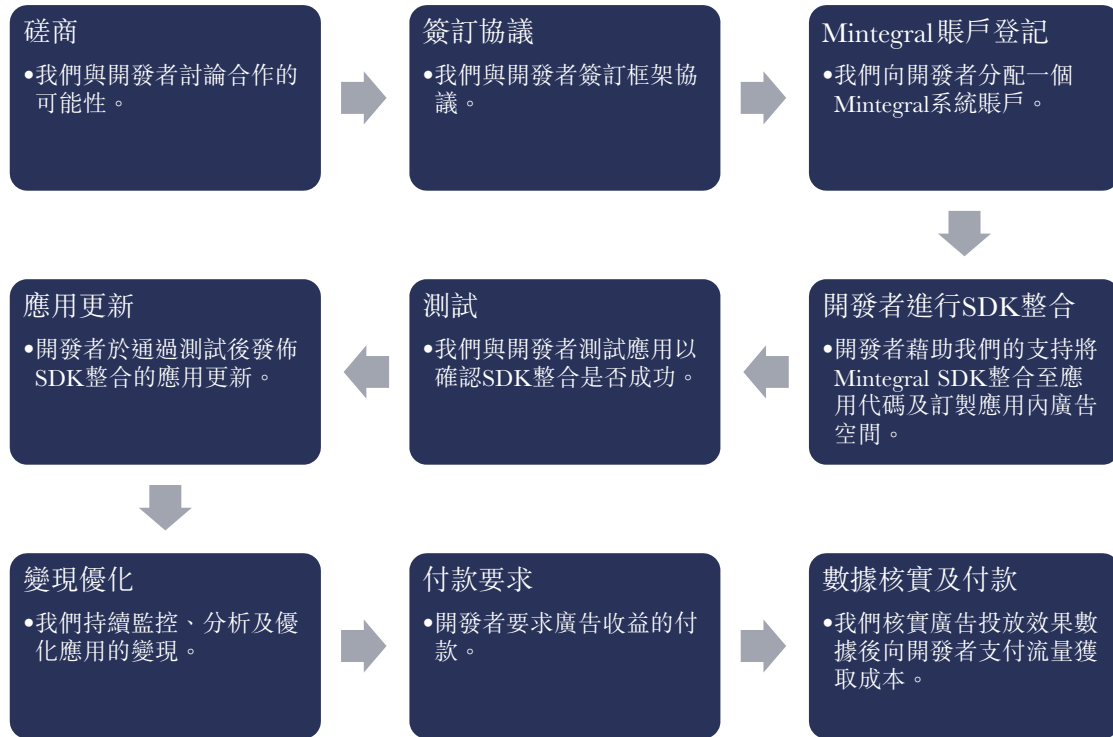 磋商
•我們與開發者討論合作的
可能性。
簽訂協議
•我們與開發者簽訂框架協
議。
Mintegral賬戶登記
•我們向開發者分配一個
Mintegral系統賬戶。
開發者進行SDK整合
•開發者藉助我們的支持將
Mintegral SDK整合至應
用代碼及訂製應用內廣告
空間。
測試
•我們與開發者測試應用以
確認SDK整合是否成功。
應用更新
•開發者於通過測試後發佈
SDK整合的應用更新。
變現優化
•我們持續監控、分析及優
化應用的變現。
付款要求
•開發者要求廣告收益的付
款。
數據核實及付款
•我們核實廣告投放效果數
據後向開發者支付流量獲
取成本。